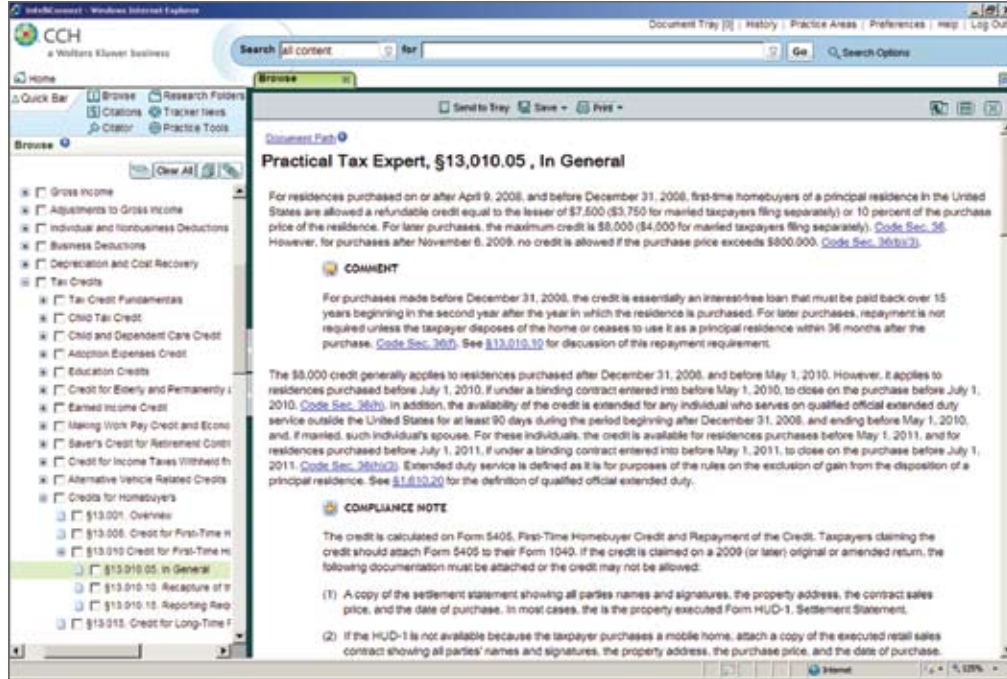 IntelliConnect - Windows Internet Explorer
Document Tray [0] | History | Practice Areas | Preferences | Help | Log Out
CCH
a Wolters Kluwer business
Search all content for Go Search Options
Home
Browse
Quick Bar
Browse Research Folders
Citations Tracker News
Citator Practice Tools
Send to Tray Save Print
Browse
Clear All
Gross Income
Adjustments to Gross Income
Individual and Nonbusiness Deductions
Business Deductions
Depreciation and Cost Recovery
Tax Credits
Tax Credit Fundamentals
Child Tax Credit
Child and Dependent Care Credit
Adoption Expenses Credit
Education Credits
Credit for Elderly and Permanently
Earned Income Credit
Making Work Pay Credit and Econo
Saver's Credit for Retirement Contri
Credit for Income Taxes Withheld fr
Alternative Vehicle Related Credits
Credits for Homebuyers
§13,001, Overview
§13,005, Credit for First-Time H
§13,010 Credit for First-Time Ho
§13,010.05, In General
§13,010.10, Recapture of
§13,010.15, Reporting Req
§13,015, Credit for Long-Time F
Document Path
Practical Tax Expert, §13,010.05 , In General
For residences purchased on or after April 9, 2008, and before December 31, 2008, first-time homebuyers of a principal residence in the United
States are allowed a refundable credit equal to the lesser of $7,500 ($3,750 for married taxpayers filing separately) or 10 percent of the purchase
price of the residence. For later purchases, the maximum credit is $8,000 ($4,000 for married taxpayers filing separately). Code Sec. 36.
However, for purchases after November 6, 2009, no credit is allowed if the purchase price exceeds $800,000. Code Sec. 36(b)(3).
COMMENT
For purchases made before December 31, 2008, the credit is essentially an interest-free loan that must be paid back over 15
years beginning in the second year after the year in which the residence is purchased. For later purchases, repayment is not
required unless the taxpayer disposes of the home or ceases to use it as a principal residence within 36 months after the
purchase. Code Sec. 36(f). See §13,010.10 for discussion of this repayment requirement.
The $8,000 credit generally applies to residences purchased after December 31, 2008, and before May 1, 2010. However, it applies to
residences purchased before July 1, 2010, if under a binding contract entered into before May 1, 2010, to close on the purchase before July 1,
2010. Code Sec. 36(h). In addition, the availability of the credit is extended for any individual who serves on qualified official extended duty
service outside the United States for at least 90 days during the period beginning after December 31, 2008, and ending before May 1, 2010,
and, if married, such individual's spouse. For these individuals, the credit is available for residences purchases before May 1, 2011, and for
residences purchased before July 1, 2011, if under a binding contract entered into before May 1, 2011, to close on the purchase before July 1,
2011. Code Sec. 36(h)(3). Extended duty service is defined as it is for purposes of the rules on the exclusion of gain from the disposition of a
principal residence. See §1,610.20 for the definition of qualified official extended duty.
COMPLIANCE NOTE
The credit is calculated on Form 5405, First-Time Homebuyer Credit and Repayment of the Credit. Taxpayers claiming the
credit should attach Form 5405 to their Form 1040. If the credit is claimed on a 2009 (or later) original or amended return, the
following documentation must be attached or the credit may not be allowed:
(1) A copy of the settlement statement showing all parties names and signatures, the property address, the contract sales
price, and the date of purchase. In most cases, the is the property executed Form HUD-1, Settlement Statement.
(2) If the HUD-1 is not available because the taxpayer purchases a mobile home, attach a copy of the executed retail sales
contract showing all parties' names and signatures, the property address, the purchase price, and the date of purchase.
Internet 125%